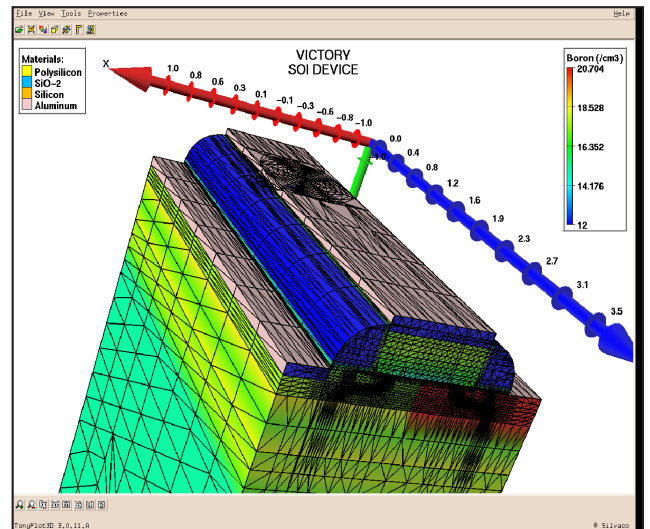 File View Tools Properties Help
VICTORY
SOI DEVICE
Materials:
Polysilicon
SiO~2
Silicon
Aluminum
Boron (/cm3)
20.704
18.528
16.352
14.176
12
X
1.0
0.8
0.6
0.3
0.1
-0.1
-0.3
-0.6
-0.8
-1.0
0.0
0.4
0.8
1.2
1.6
1.9
2.3
2.7
3.1
3.5
TonyPlot3D 3.0.11.A
© Silvaco